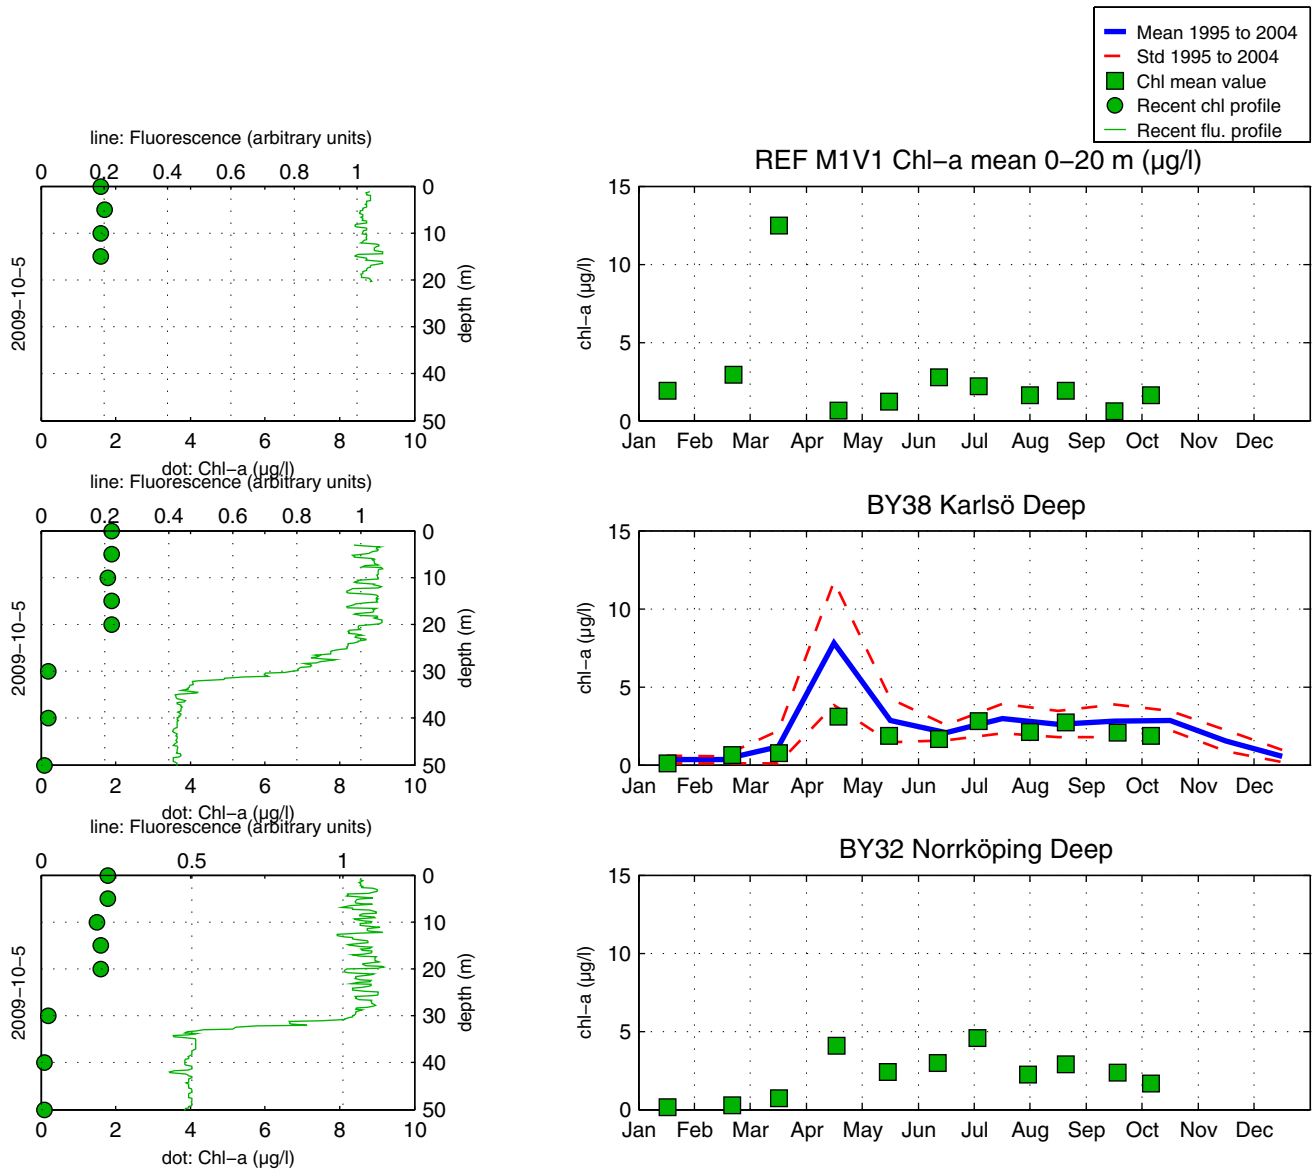 Mean 1995 to 2004
Std 1995 to 2004
Chl mean value
Recent chl profile
Recent flu. profile
line: Fluorescence (arbitrary units)
0 0.2 0.4 0.6 0.8 1
0 10 20 30 40 50
depth (m)
2009−10−5
0 2 4 6 8 10
dot: Chl−a (µg/l)
REF M1V1 Chl−a mean 0−20 m (µg/l)
15
10
5
0
chl−a (µg/l)
Jan Feb Mar Apr May Jun Jul Aug Sep Oct Nov Dec
line: Fluorescence (arbitrary units)
0 0.2 0.4 0.6 0.8 1
0 10 20 30 40 50
depth (m)
2009−10−5
0 2 4 6 8 10
dot: Chl−a (µg/l)
BY38 Karlsö Deep
15
10
5
0
chl−a (µg/l)
Jan Feb Mar Apr May Jun Jul Aug Sep Oct Nov Dec
line: Fluorescence (arbitrary units)
0 0.5 1
0 10 20 30 40 50
depth (m)
2009−10−5
0 2 4 6 8 10
dot: Chl−a (µg/l)
BY32 Norrköping Deep
15
10
5
0
chl−a (µg/l)
Jan Feb Mar Apr May Jun Jul Aug Sep Oct Nov Dec